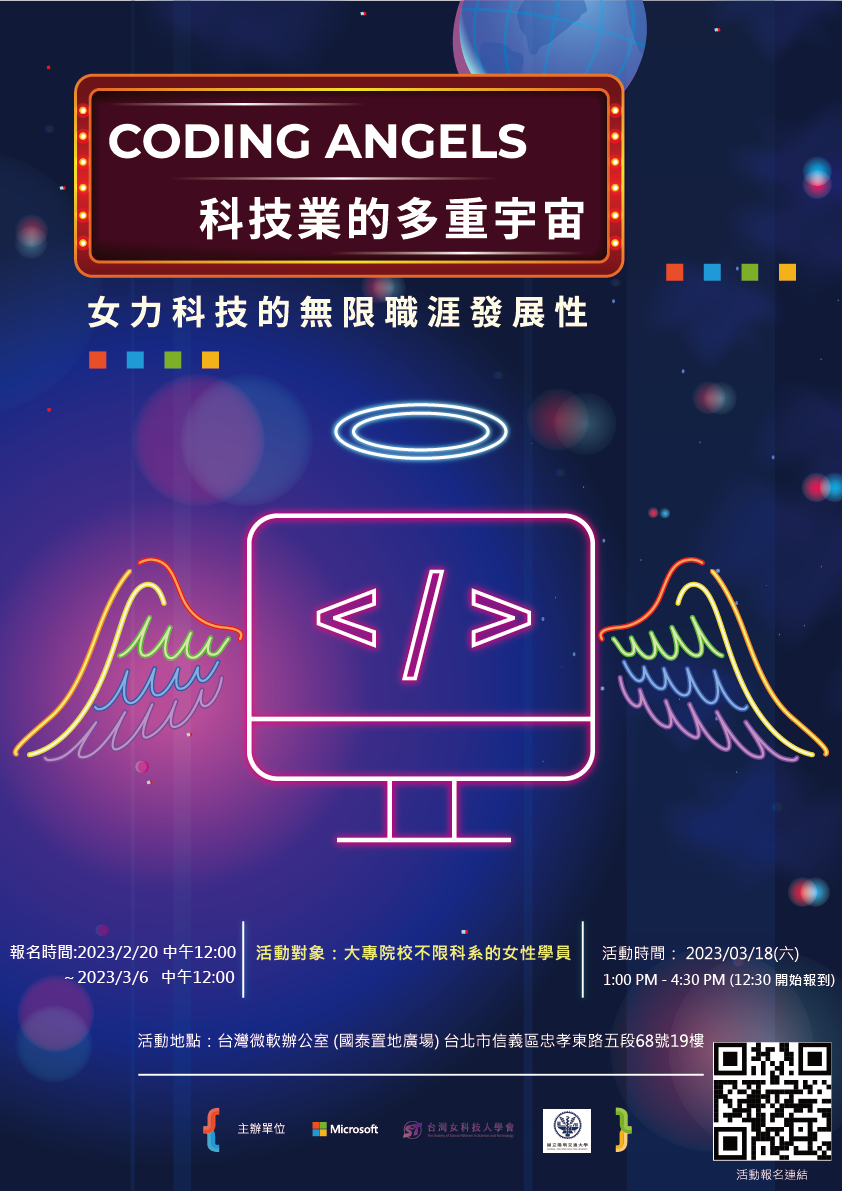 CODING ANGELS
科技業的多重宇宙
女力科技的無限職涯發展性
</>
報名時間:2023/2/20 中午12:00
~2023/3/6 中午12:00
活動對象:大專院校不限科系的女性學員
活動時間: 2023/03/18(六)
1:00 PM - 4:30 PM (12:30 開始報到)
活動地點:台灣微軟辦公室 (國泰置地廣場) 台北市信義區忠孝東路五段68號19樓
{ 主辦單位 Microsoft 台灣女科技人學會 }
The Society of Taiwan Women in Science and Technology
國立陽明交通大學
活動報名連結